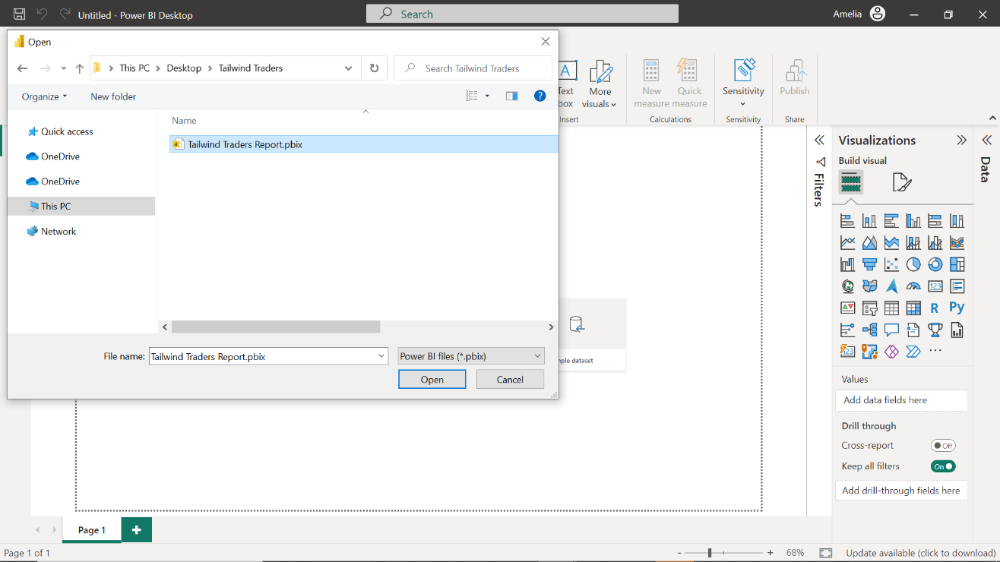 Untitled - Power BI Desktop
Search
Amelia
Open
This PC
Desktop
Tailwind Traders
Search Tailwind Traders
Organize
New folder
Name
Quick access
OneDrive
OneDrive
This PC
Network
Tailwind Traders Report.pbix
File name:
Tailwind Traders Report.pbix
Power BI files (*.pbix)
Open
Cancel
A
Text
box
More
visuals
Insert
New
measure
Quick
measure
Calculations
Sensitivity
Sensitivity
Publish
Share
mple dataset
Filters
Visualizations
Build visual
123
R
Py
123
Values
Add data fields here
Drill through
Cross-report
Off
Keep all filters
On
Add drill-through fields here
Data
Page 1
Page 1 of 1
-
+
68%
Update available (click to download)